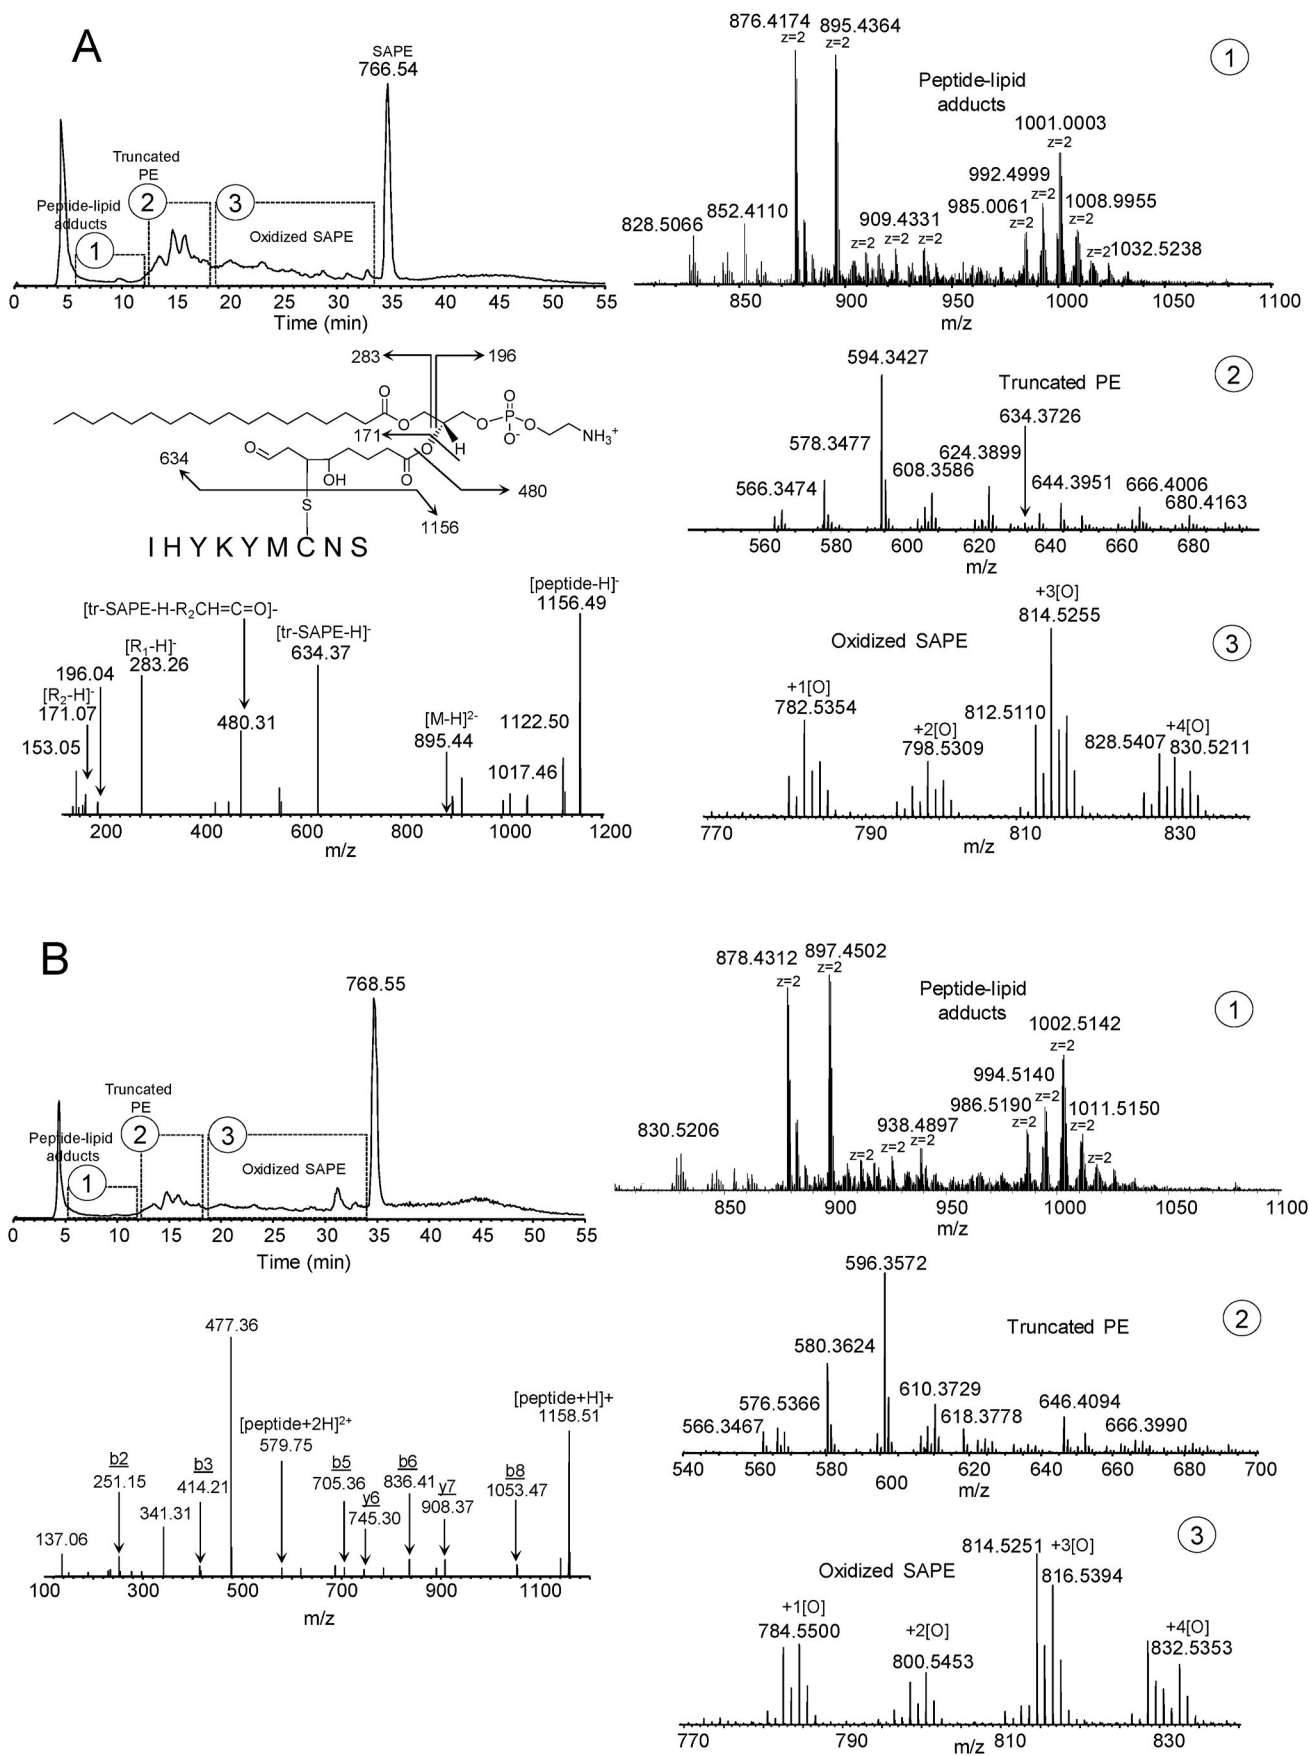 A
SAPE
766.54
Truncated
PE
Peptide-lipid
adducts
1
2
3
Oxidized SAPE
0 5 10 15 20 25 30 35 40 45 50 55
Time (min)
876.4174 895.4364
z=2 z=2
1
Peptide-lipid
adducts
1001.0003
z=2
992.4999
z=2
1008.9955
z=2
985.0061
z=2
828.5066
852.4110
909.4331
z=2 z=2 z=2
z=2
1032.5238
850 900 950 1000 1050 1100
m/z
283 196
O
O
O
P
O
O
O-
NH3+
171
O
H
O
OH
O
634
480
S
1156
I H Y K Y M C N S
594.3427
2
Truncated PE
634.3726
578.3477
624.3899
608.3586
566.3474
644.3951
666.4006
680.4163
560 580 600 620 640 660 680
m/z
[peptide-H]-
1156.49
[tr-SAPE-H-R2CH=C=O]-
[tr-SAPE-H]-
634.37
[R1-H]-
283.26
196.04
[R2-H]-
171.07
153.05
480.31
[M-H]2-
895.44
1122.50
1017.46
200 400 600 800 1000 1200
m/z
+3[O]
814.5255
Oxidized SAPE
3
+1[O]
782.5354
812.5110
+2[O]
798.5309
+4[O]
828.5407 830.5211
770 790 810 830
m/z
B
768.55
Truncated
PE
Peptide-lipid
adducts
1
2
3
Oxidized SAPE
0 5 10 15 20 25 30 35 40 45 50 55
Time (min)
878.4312 897.4502
z=2 z=2
Peptide-lipid
adducts
1
1002.5142
z=2
994.5140
z=2
986.5190
z=2
1011.5150
z=2
830.5206
938.4897
z=2 z=2 z=2
z=2
850 900 950 1000 1050 1100
m/z
596.3572
2
Truncated PE
580.3624
576.5366
610.3729
566.3467
618.3778
646.4094
666.3990
540 560 580 600 620 640 660 680 700
m/z
477.36
[peptide+H]+
1158.51
[peptide+2H]2+
579.75
b2
251.15
b3
414.21
b5
705.36
b6
836.41
y6
745.30
y7
908.37
b8
1053.47
341.31
137.06
100 300 500 700 900 1100
m/z
3
814.5251 +3[O]
816.5394
Oxidized SAPE
+1[O]
784.5500
+2[O]
800.5453
+4[O]
832.5353
770 790 810 830
m/z